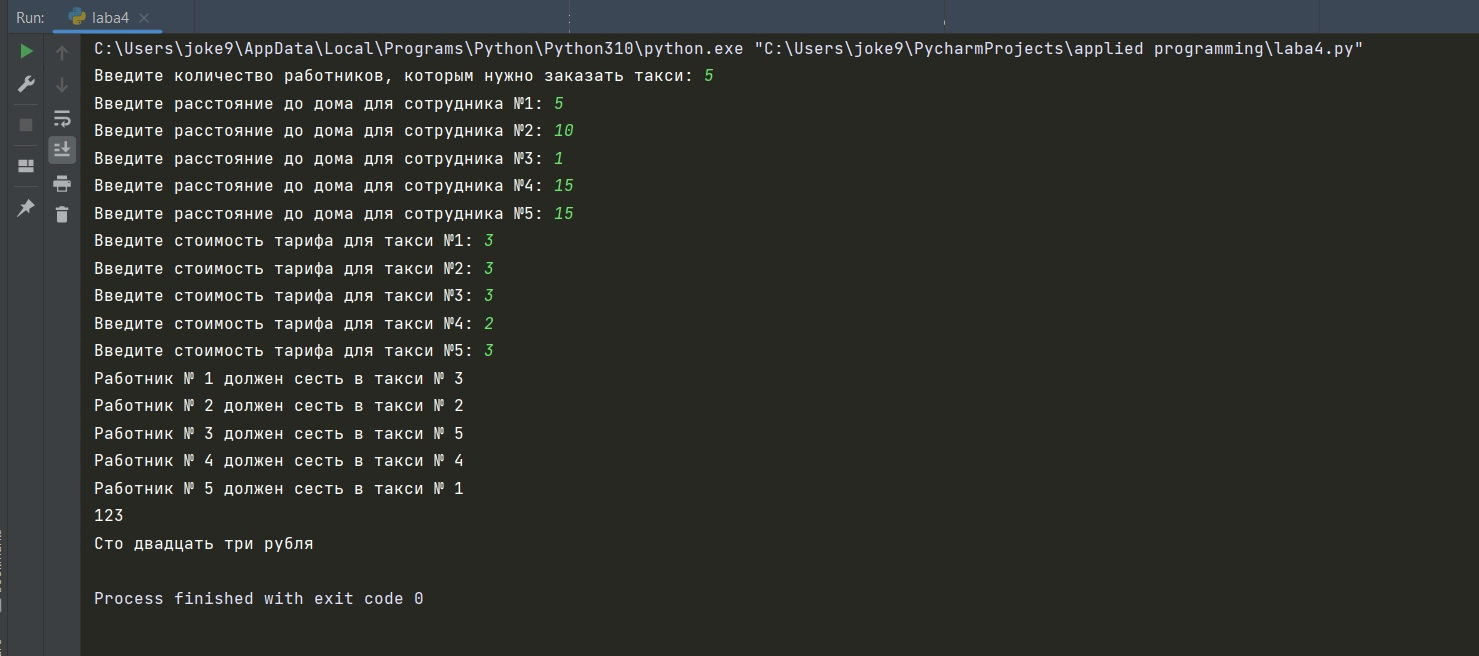 Run: laba4
C:\Users\joke9\AppData\Local\Programs\Python\Python310\python.exe "C:\Users\joke9\PycharmProjects\applied programming\laba4.py"
Введите количество работников, которым нужно заказать такси: 5
Введите расстояние до дома для сотрудника №1: 5
Введите расстояние до дома для сотрудника №2: 10
Введите расстояние до дома для сотрудника №3: 1
Введите расстояние до дома для сотрудника №4: 15
Введите расстояние до дома для сотрудника №5: 15
Введите стоимость тарифа для такси №1: 3
Введите стоимость тарифа для такси №2: 3
Введите стоимость тарифа для такси №3: 3
Введите стоимость тарифа для такси №4: 2
Введите стоимость тарифа для такси №5: 3
Работник № 1 должен сесть в такси № 3
Работник № 2 должен сесть в такси № 2
Работник № 3 должен сесть в такси № 5
Работник № 4 должен сесть в такси № 4
Работник № 5 должен сесть в такси № 1
123
Сто двадцать три рубля
Process finished with exit code 0